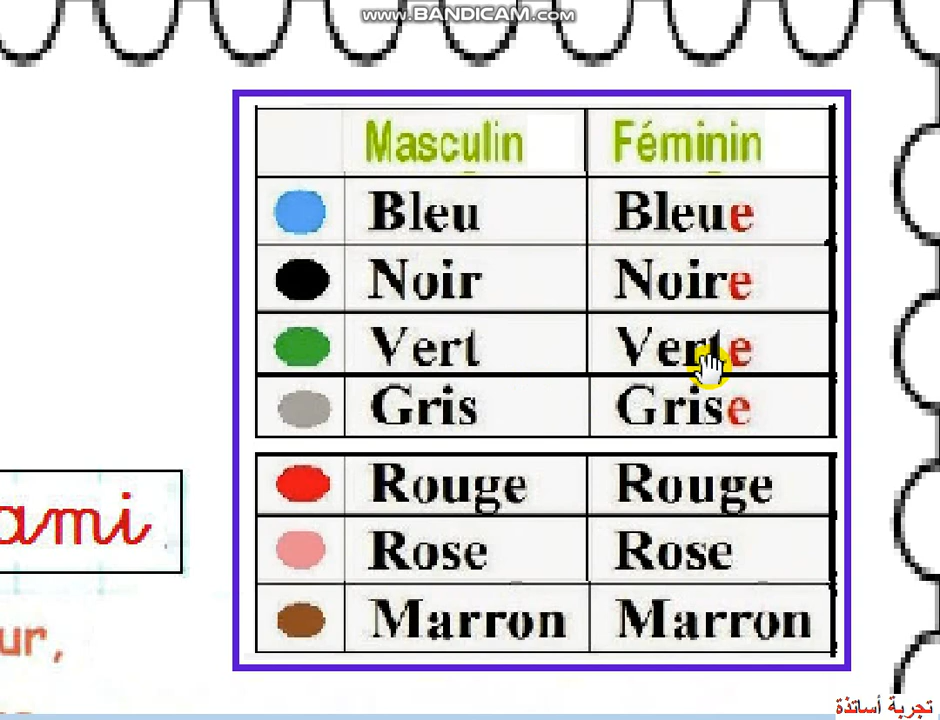 www.BANDICAM.com
Masculin Féminin
Bleu Bleue
Noir Noire
Vert Verte
Gris Grise
Rouge Rouge
Rose Rose
Marron Marron
ami
ur,
تجربة أساتذة